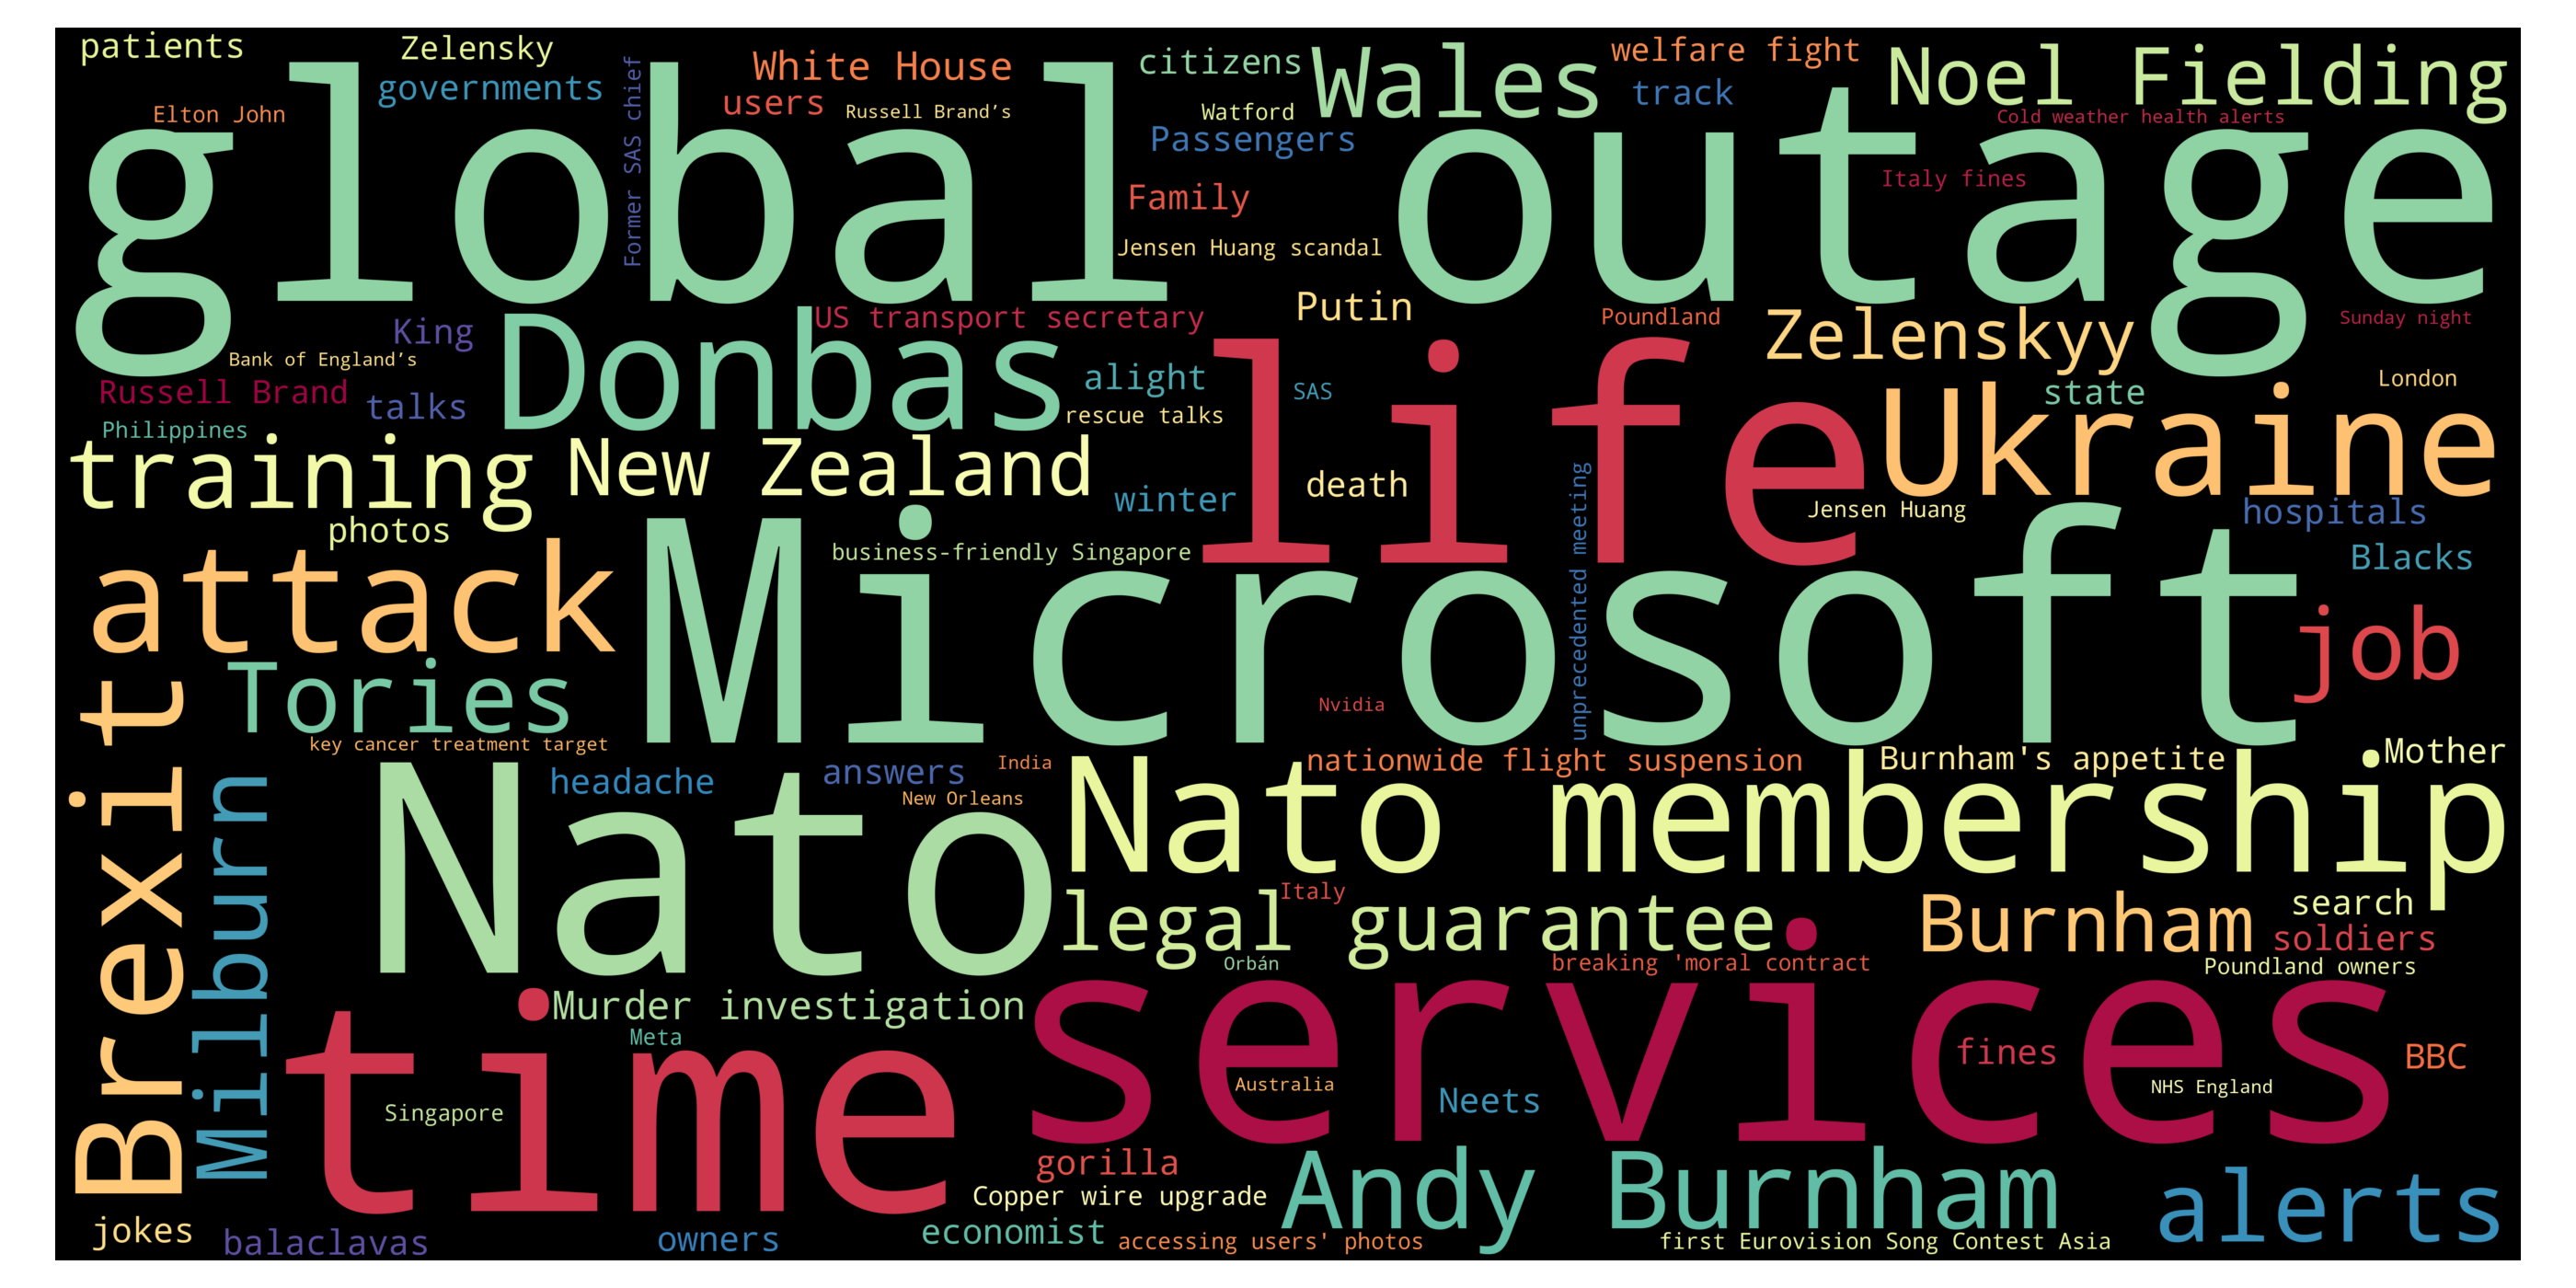 patients
Zelensky
governments
Elton John
Former SAS chief
White House
users
Russell Brand’s
citizens
Watford
Passengers
Wales
welfare fight
track
Noel Fielding
Cold weather health alerts
global outage
Italy fines
Family
Jensen Huang scandal
King
Bank of England’s
Russell Brand
talks
Philippines
Donbas
US transport secretary
alight
rescue talks
Putin
SAS
Poundland
Zelenskyy
Sunday night
London
state
life
Ukraine
training
New Zealand
winter
death
photos
Jensen Huang
hospitals
Blacks
business-friendly Singapore
unprecedented meeting
attack
Microsoft
job
Tories
Nvidia
key cancer treatment target
Brexit
Milburn
headache
answers
India
New Orleans
nationwide flight suspension
Burnham's appetite
Mother
Nato
Nato membership
Italy
legal guarantee
Orbán
Burnham
search
soldiers
Poundland owners
breaking 'moral contract
Murder investigation
Meta
time
services
fines
BBC
Australia
Neets
NHS England
Singapore
gorilla
Copper wire upgrade
Andy Burnham
alerts
jokes
balaclavas
owners
economist
accessing users' photos
first Eurovision Song Contest Asia